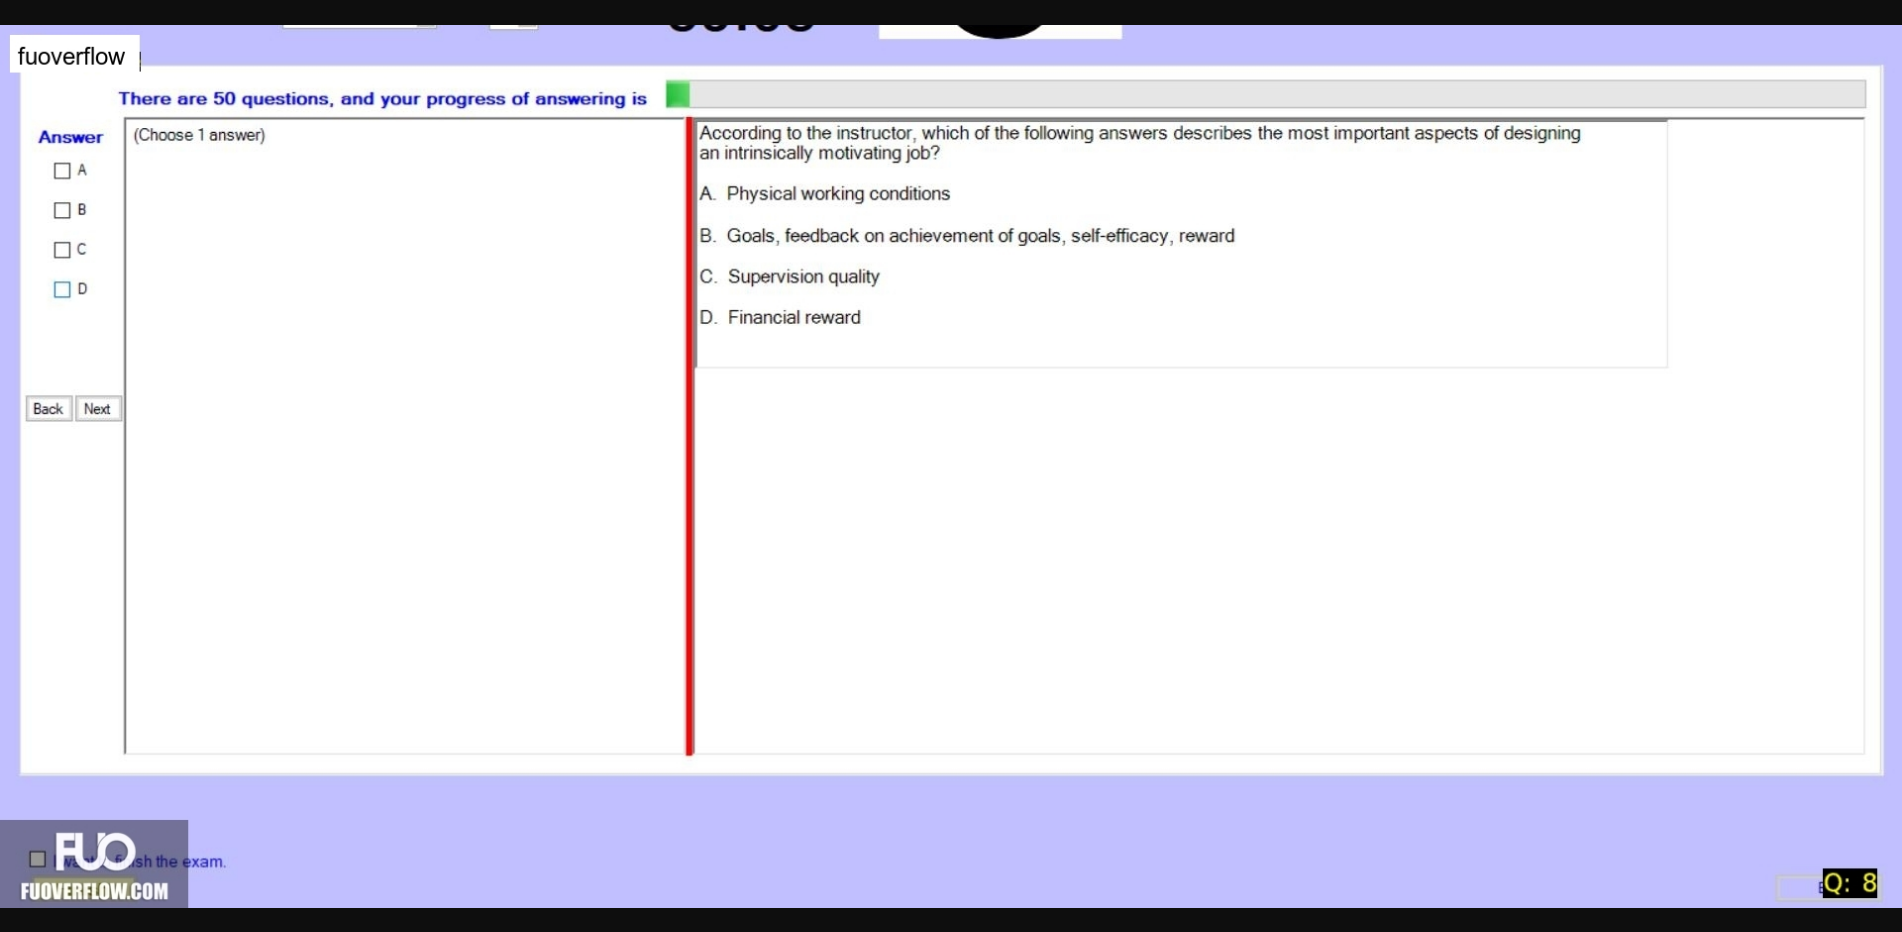 fuoverflow
There are 50 questions, and your progress of answering is
Answer
(Choose 1 answer)
A
B
C
D
Back Next
According to the instructor, which of the following answers describes the most important aspects of designing
an intrinsically motivating job?
A. Physical working conditions
B. Goals, feedback on achievement of goals, self-efficacy, reward
C. Supervision quality
D. Financial reward
FUO
the exam.
FUOVERFLOW.COM
Q: 8